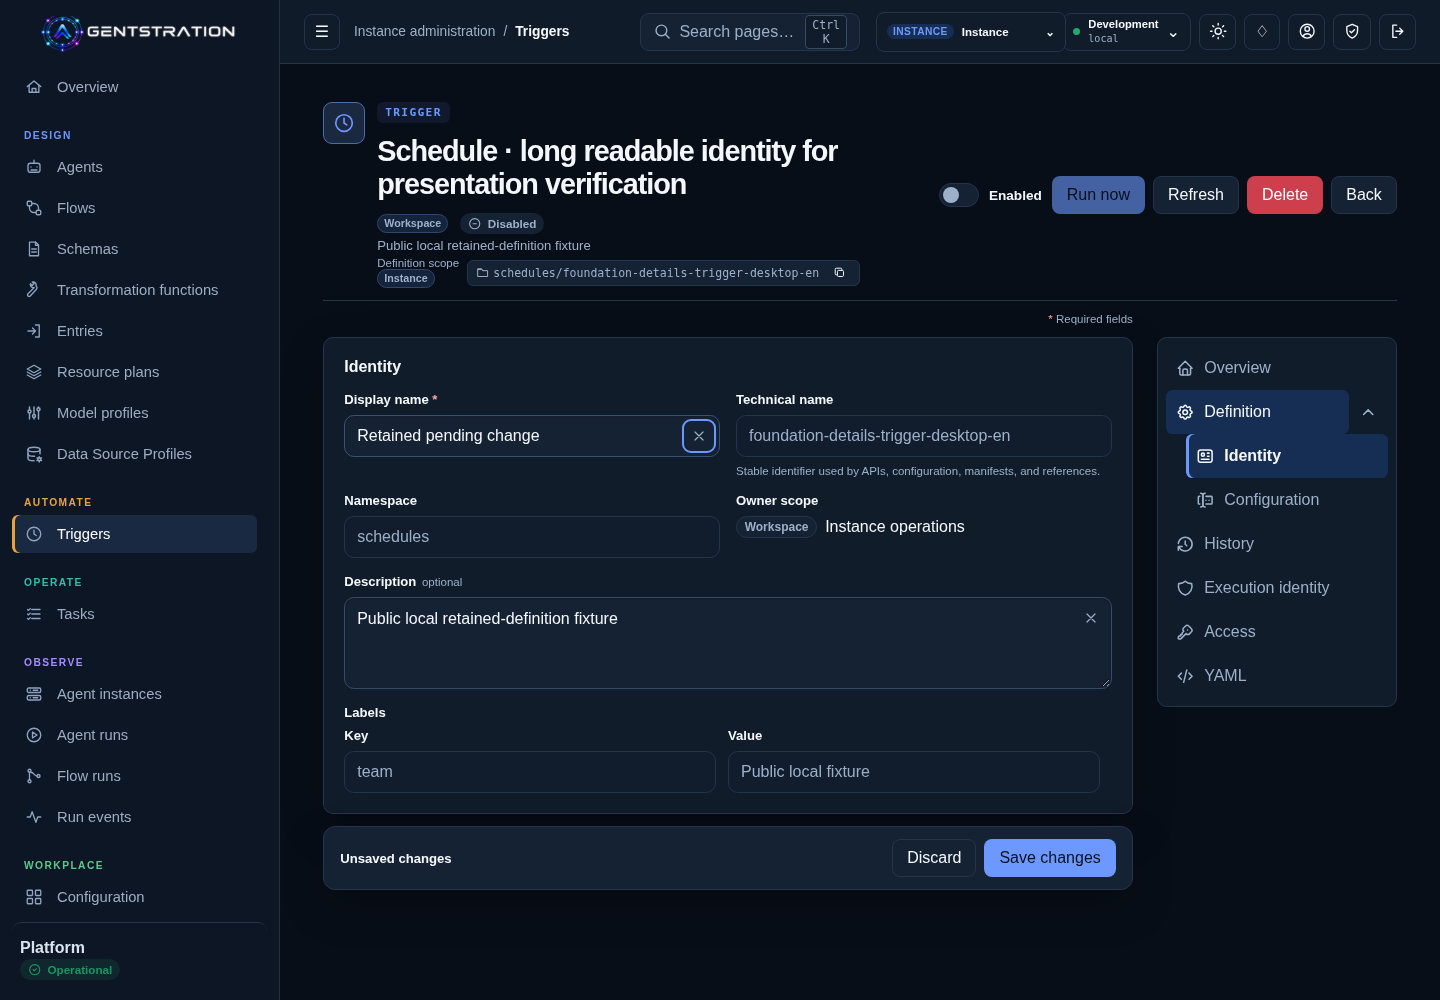 GENTSTRATION
Overview
DESIGN
Agents
Flows
Schemas
Transformation functions
Entries
Resource plans
Model profiles
Data Source Profiles
AUTOMATE
Triggers
OPERATE
Tasks
OBSERVE
Agent instances
Agent runs
Flow runs
Run events
WORKPLACE
Configuration
Platform
Operational
Instance administration / Triggers
Search pages…
Ctrl
K
INSTANCE Instance
Development
local
TRIGGER
Schedule · long readable identity for
presentation verification
Workspace Disabled
Public local retained-definition fixture
Definition scope
Instance
schedules/foundation-details-trigger-desktop-en
Enabled Run now Refresh Delete Back
* Required fields
Identity
Display name *
Retained pending change
Technical name
foundation-details-trigger-desktop-en
Stable identifier used by APIs, configuration, manifests, and references.
Namespace
schedules
Owner scope
Workspace Instance operations
Description optional
Public local retained-definition fixture
Labels
Key
team
Value
Public local fixture
Unsaved changes Discard Save changes
Overview
Definition
Identity
Configuration
History
Execution identity
Access
YAML